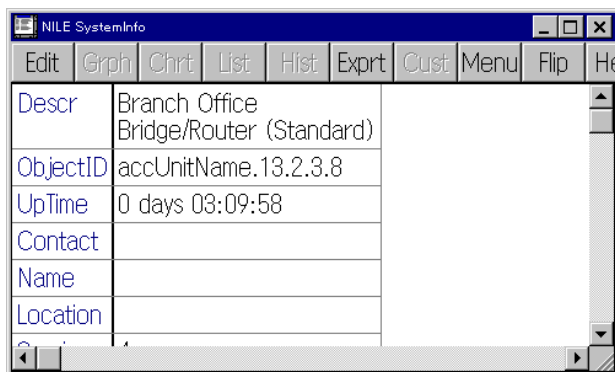 NILE SystemInfo
Edit Grph Chrt List Hist Exprt Cust Menu Flip
Descr Branch Office
Bridge/Router (Standard)
ObjectID accUnitName.13.2.3.8
UpTime 0 days 03:09:58
Contact
Name
Location